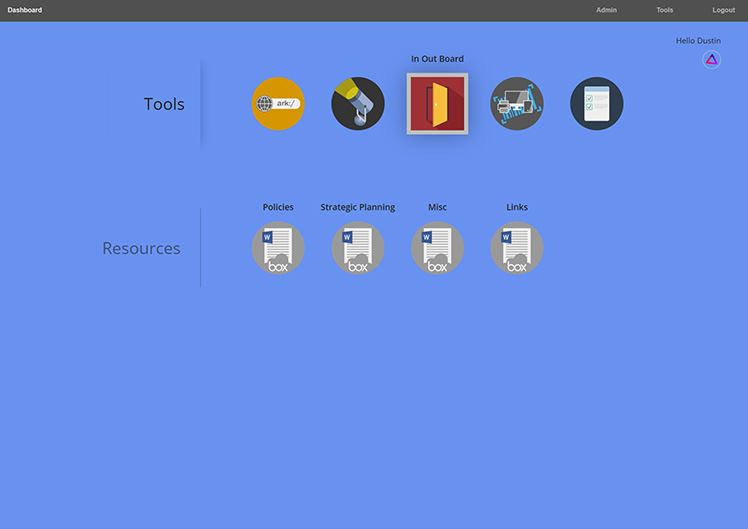 Dashboard
Admin
Tools
Logout
Hello Dustin
In Out Board
Tools
ark:/
Policies
Strategic Planning
Misc
Links
Resources
W
box
W
box
W
box
W
box